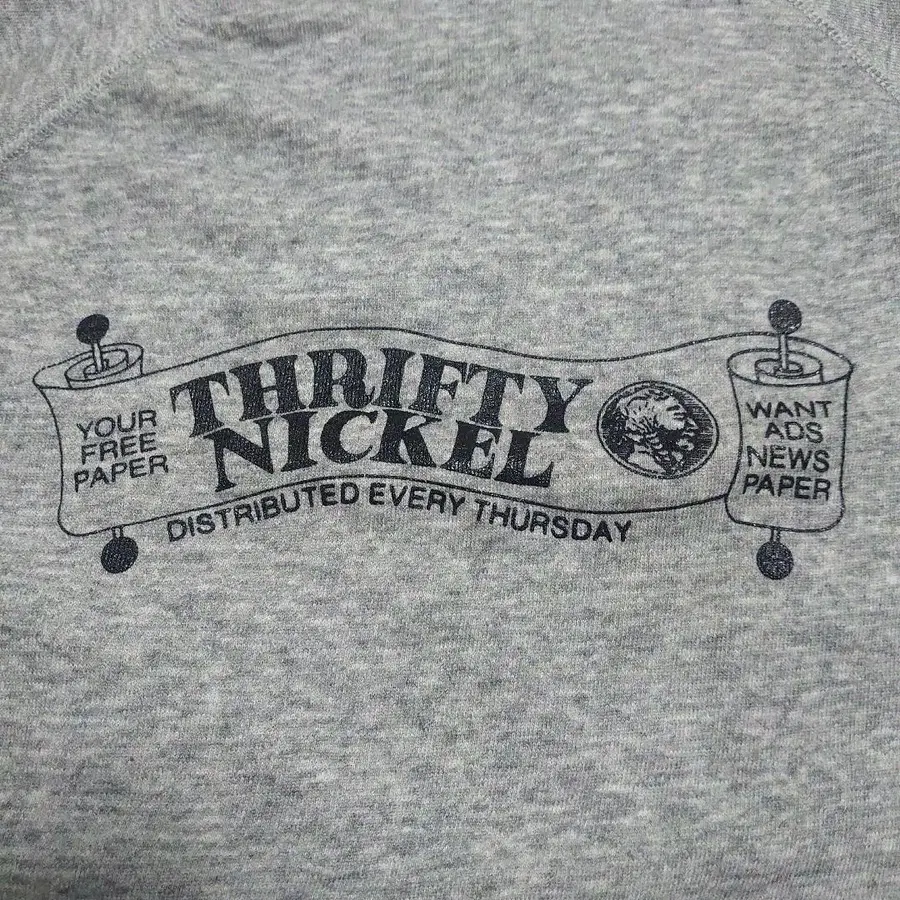 YOUR
FREE
PAPER
THRIFTY
NICKEL
DISTRIBUTED EVERY THURSDAY
WANT
ADS
NEWS
PAPER